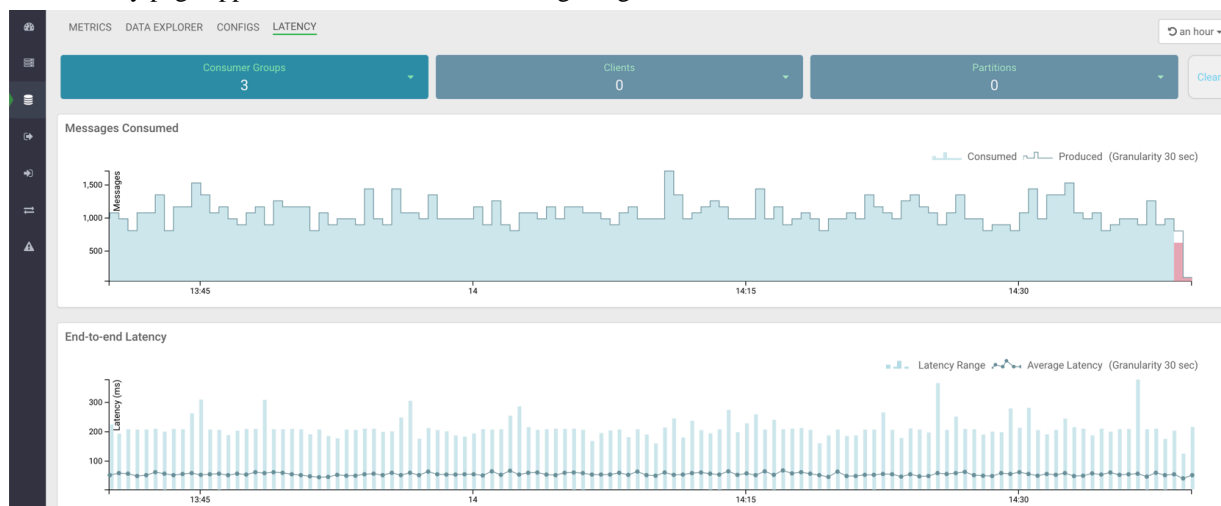 METRICS DATA EXPLORER CONFIGS LATENCY
an hour
Consumer Groups
3
Clients
0
Partitions
0
Clear
Messages Consumed
Consumed Produced (Granularity 30 sec)
Messages
1,500
1,000
500
13:45 14 14:15 14:30
End-to-end Latency
Latency Range Average Latency (Granularity 30 sec)
Latency (ms)
300
200
100
13:45 14 14:15 14:30